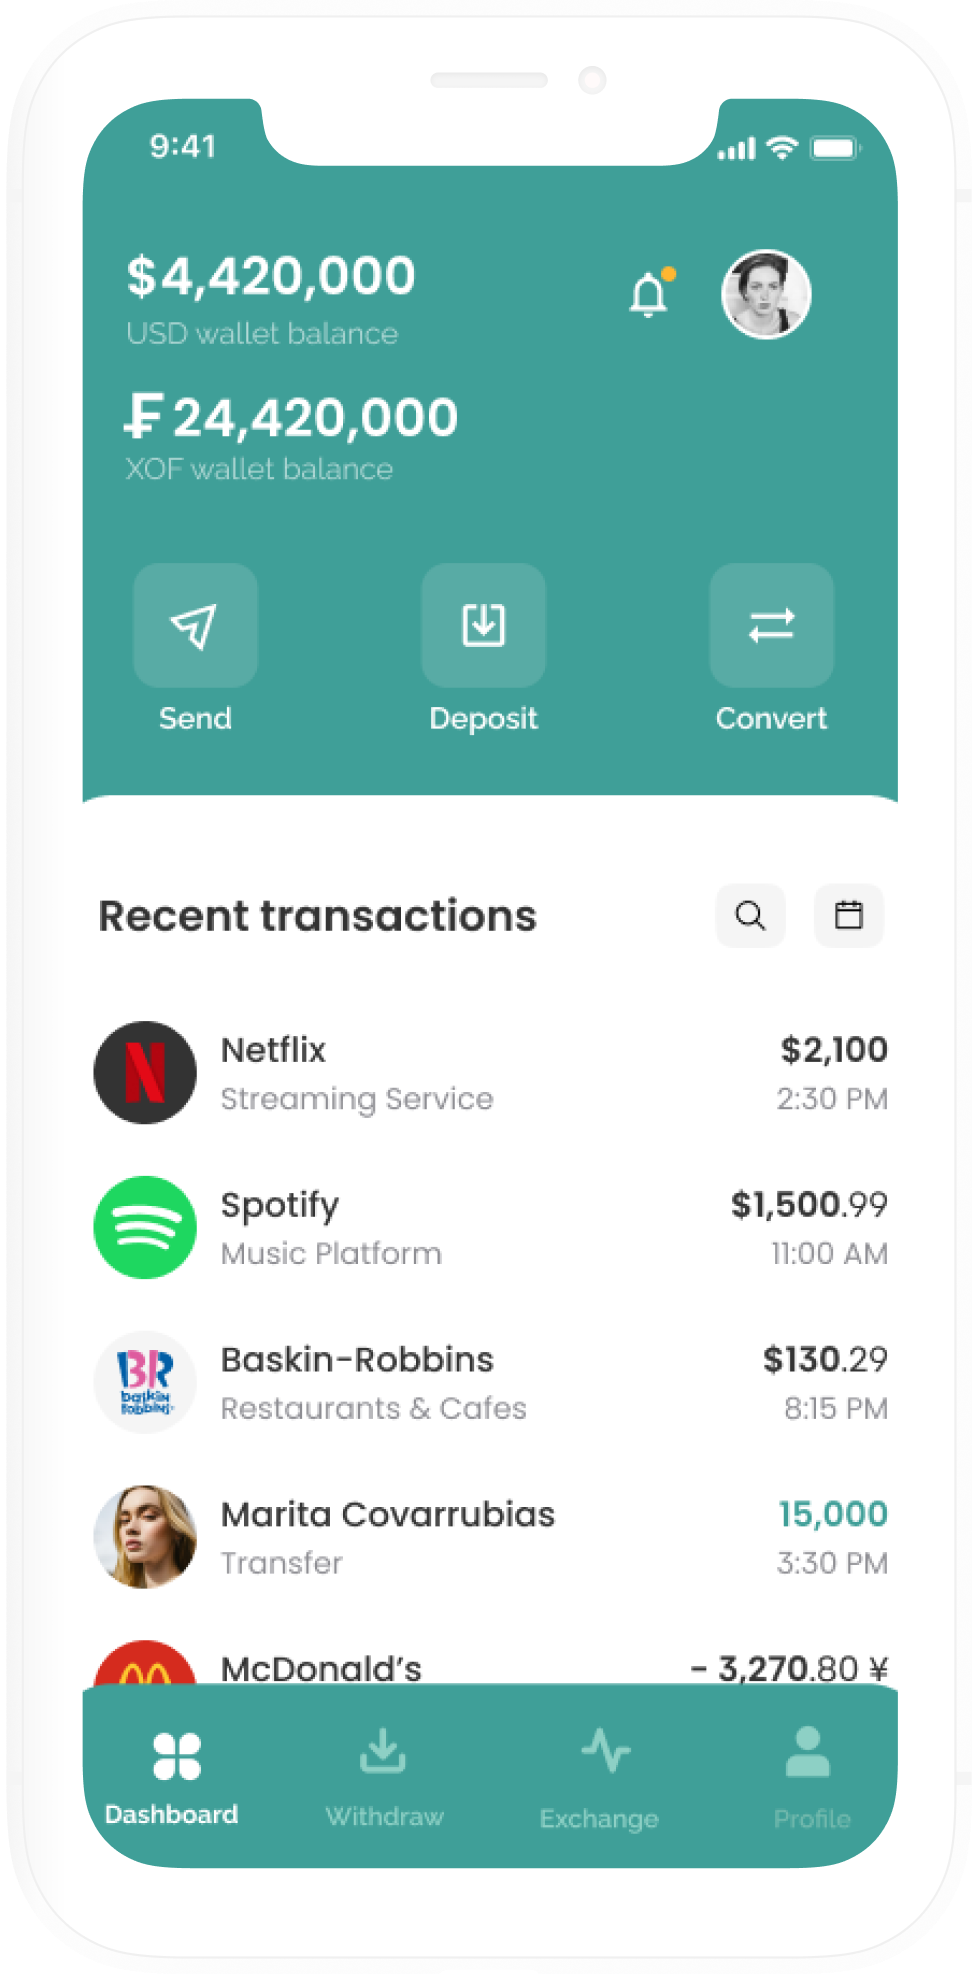 9:41
$4,420,000
USD wallet balance
₣24,420,000
XOF wallet balance
Send
Deposit
Convert
Recent transactions
Netflix
$2,100
Streaming Service
2:30 PM
Spotify
$1,500.99
Music Platform
11:00 AM
BR
baskin
robbins
Baskin-Robbins
$130.29
Restaurants & Cafes
8:15 PM
Marita Covarrubias
15,000
Transfer
3:30 PM
McDonald’s
- 3,270.80 ¥
Dashboard
Withdraw
Exchange
Profile